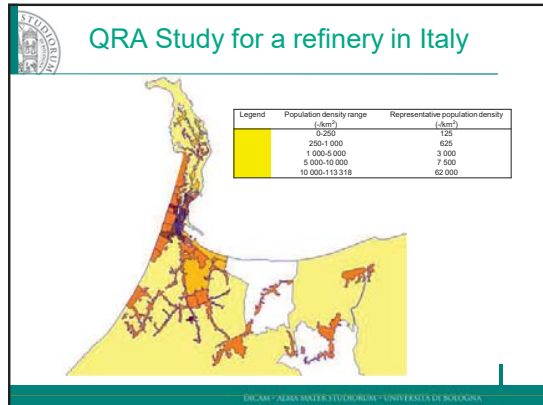 STUDIORUM
QRA Study for a refinery in Italy
Legend Population density range Representative population density
(-/km²) (-/km²)
0-250 125
250-1 000 625
1 000-5 000 3 000
5 000-10 000 7 500
10 000-113 318 62 000
DICAM - ALMA MATER STUDIORUM - UNIVERSITÀ DI BOLOGNA